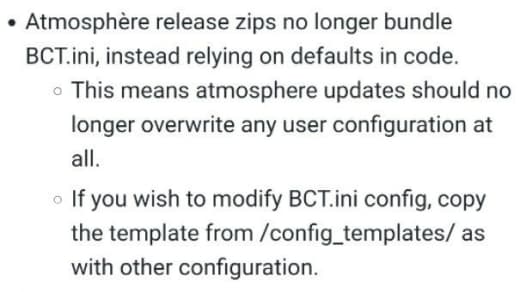 • Atmosphère release zips no longer bundle
BCT.ini, instead relying on defaults in code.
◦ This means atmosphere updates should no
longer overwrite any user configuration at
all.
◦ If you wish to modify BCT.ini config, copy
the template from /config_templates/ as
with other configuration.